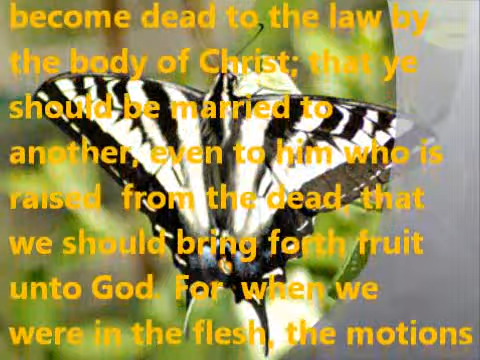 become dead to the law by
the body of Christ; that ye
should be married to
another, even to him who is
raised  from the dead, that
we should bring forth fruit
unto God. For  when we
were in the flesh, the motions